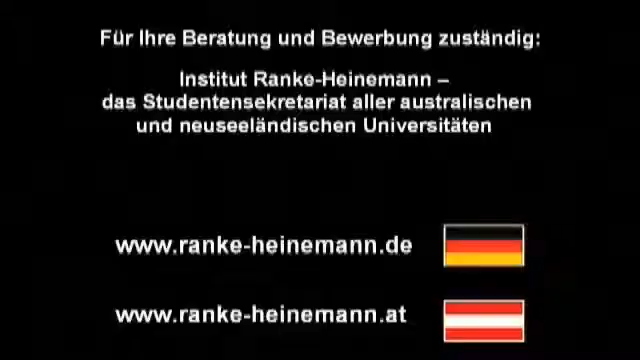 Für Ihre Beratung und Bewerbung zuständig:
Institut Ranke-Heinemann –
das Studentensekretariat aller australischen
und neuseeländischen Universitäten
www.ranke-heinemann.de
www.ranke-heinemann.at